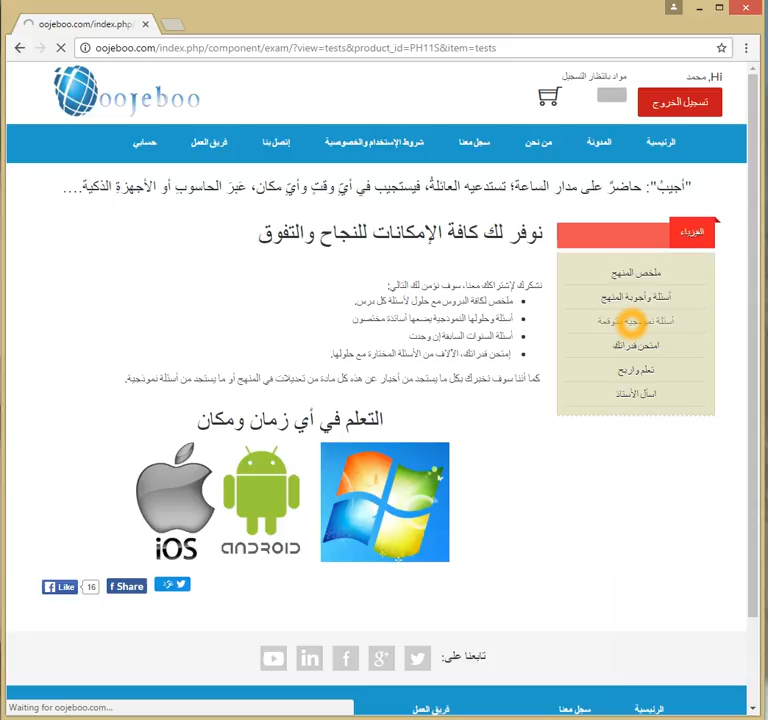 oojeboo.com/index.php/
oojeboo.com/index.php/component/exam/?view=tests&product_id=PH11S&item=tests
oojeboo
مواد بانتظار التسجيل
Hi, محمد
تسجيل الخروج
الرئيسية
المدونة
من نحن
سجل معنا
شروط الإستخدام والخصوصية
إتصل بنا
فريق العمل
حسابي
"أجيبُ": حاضرٌ على مدار الساعة؛ تستدعيه العائلةُ، فيستجيب في أيّ وقتٍ وأيّ مكان، عَبرَ الحاسوبِ أو الأجهزةِ الذكية....
الفيزياء
ملخص المنهج
أسئلة وأجوبة المنهج
أسئلة نموذجية متوقعة
امتحن قدراتك
تعلم واربح
اسأل الأستاذ
نوفر لك كافة الإمكانات للنجاح والتفوق
نشكرك لإشتراكك معنا، سوف نؤمن لك التالي:
ملخص لكافة الدروس مع حلول لأسئلة كل درس.
أسئلة وحلولها النموذجية يضعها أساتذة مختصون
أسئلة السنوات السابقة إن وجدت
إمتحن قدراتك، الآلاف من الأسئلة المختارة مع حلولها.
كما أننا سوف نخبرك بكل ما يستجد من أخبار عن هذه كل مادة من تعديلات في المنهج أو ما يستجد من أسئلة نموذجية.
التعلم في أي زمان ومكان
iOS
ANDROID
Like
16
Share
غرّد
تابعنا على:
الرئيسية
سجل معنا
فريق العمل
Waiting for oojeboo.com...